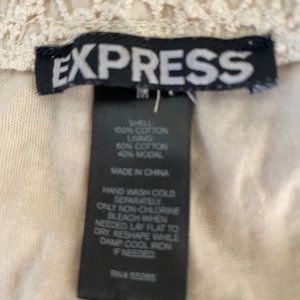 EXPRESS
M
SHELL:
100% COTTON
LINING:
60% COTTON
40% MODAL
MADE IN CHINA
HAND WASH COLD
SEPARATELY.
ONLY NON-CHLORINE
BLEACH WHEN
NEEDED. LAY FLAT TO
DRY. RESHAPE WHILE
DAMP. COOL IRON
IF NEEDED.
RN# 55285